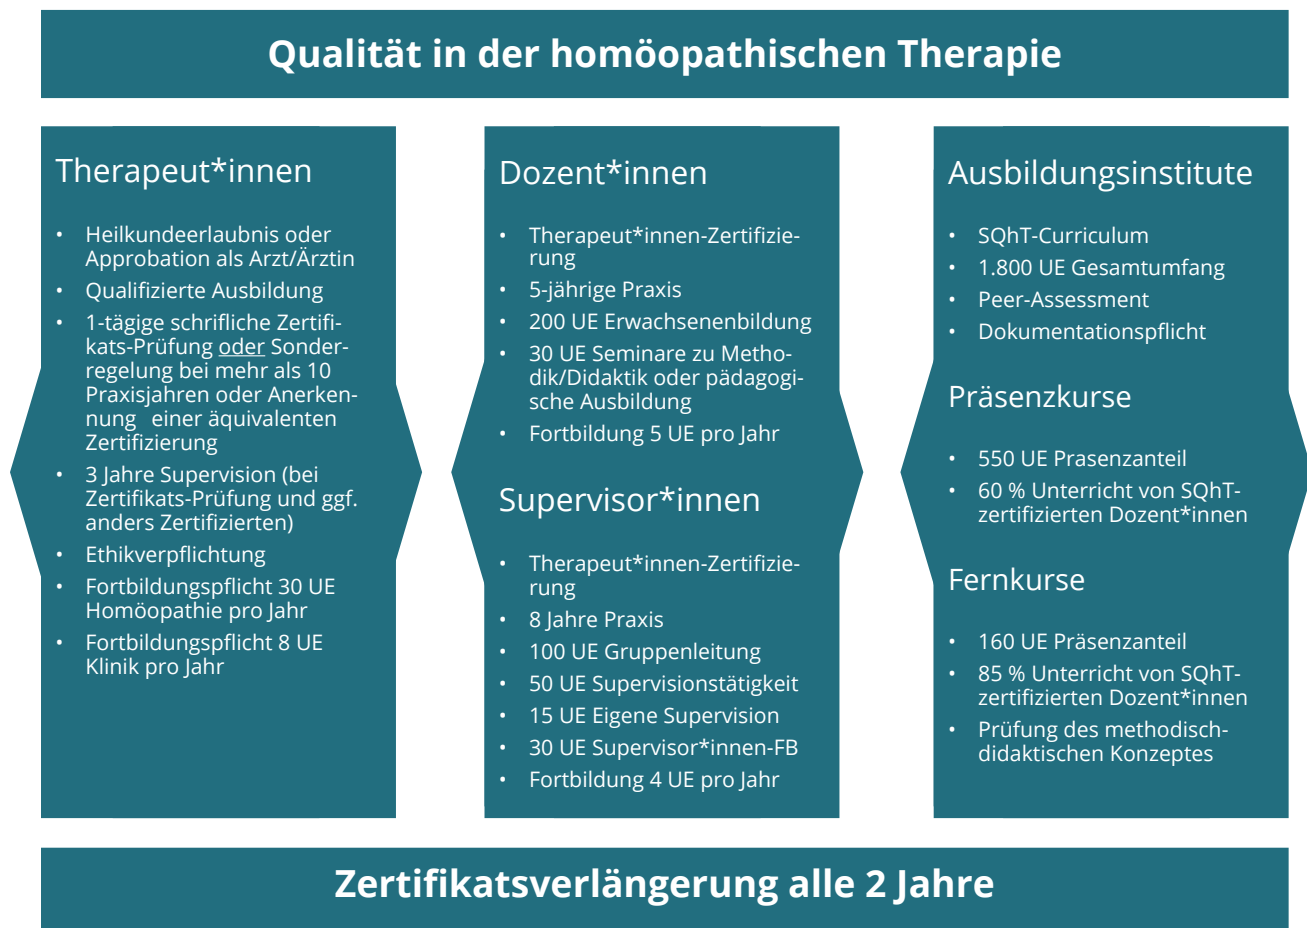 Qualität in der homöopathischen Therapie
Therapeut*innen
• Heilkundeerlaubnis oder
Approbation als Arzt/Ärztin
• Qualifizierte Ausbildung
• 1-tägige schrifliche Zertifi-
kats-Prüfung oder Sonder-
regelung bei mehr als 10
Praxisjahren oder Anerken-
nung einer äquivalenten
Zertifizierung
• 3 Jahre Supervision (bei
Zertifikats-Prüfung und ggf.
anders Zertifizierten)
• Ethikverpflichtung
• Fortbildungspflicht 30 UE
Homöopathie pro Jahr
• Fortbildungspflicht 8 UE
Klinik pro Jahr
Dozent*innen
• Therapeut*innen-Zertifizie-
rung
• 5-jährige Praxis
• 200 UE Erwachsenenbildung
• 30 UE Seminare zu Metho-
dik/Didaktik oder pädagogi-
sche Ausbildung
• Fortbildung 5 UE pro Jahr
Supervisor*innen
• Therapeut*innen-Zertifizie-
rung
• 8 Jahre Praxis
• 100 UE Gruppenleitung
• 50 UE Supervisionstätigkeit
• 15 UE Eigene Supervision
• 30 UE Supervisor*innen-FB
• Fortbildung 4 UE pro Jahr
Ausbildungsinstitute
• SQhT-Curriculum
• 1.800 UE Gesamtumfang
• Peer-Assessment
• Dokumentationspflicht
Präsenzkurse
• 550 UE Prasenzanteil
• 60 % Unterricht von SQhT-
zertifizierten Dozent*innen
Fernkurse
• 160 UE Präsenzanteil
• 85 % Unterricht von SQhT-
zertifizierten Dozent*innen
• Prüfung des methodisch-
didaktischen Konzeptes
Zertifikatsverlängerung alle 2 Jahre